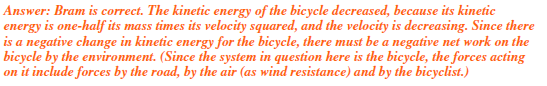 Answer: Bram is correct. The kinetic energy of the bicycle decreased, because its kinetic
energy is one-half its mass times its velocity squared, and the velocity is decreasing. Since there
is a negative change in kinetic energy for the bicycle, there must be a negative net work on the
bicycle by the environment. (Since the system in question here is the bicycle, the forces acting
on it include forces by the road, by the air (as wind resistance) and by the bicyclist.)